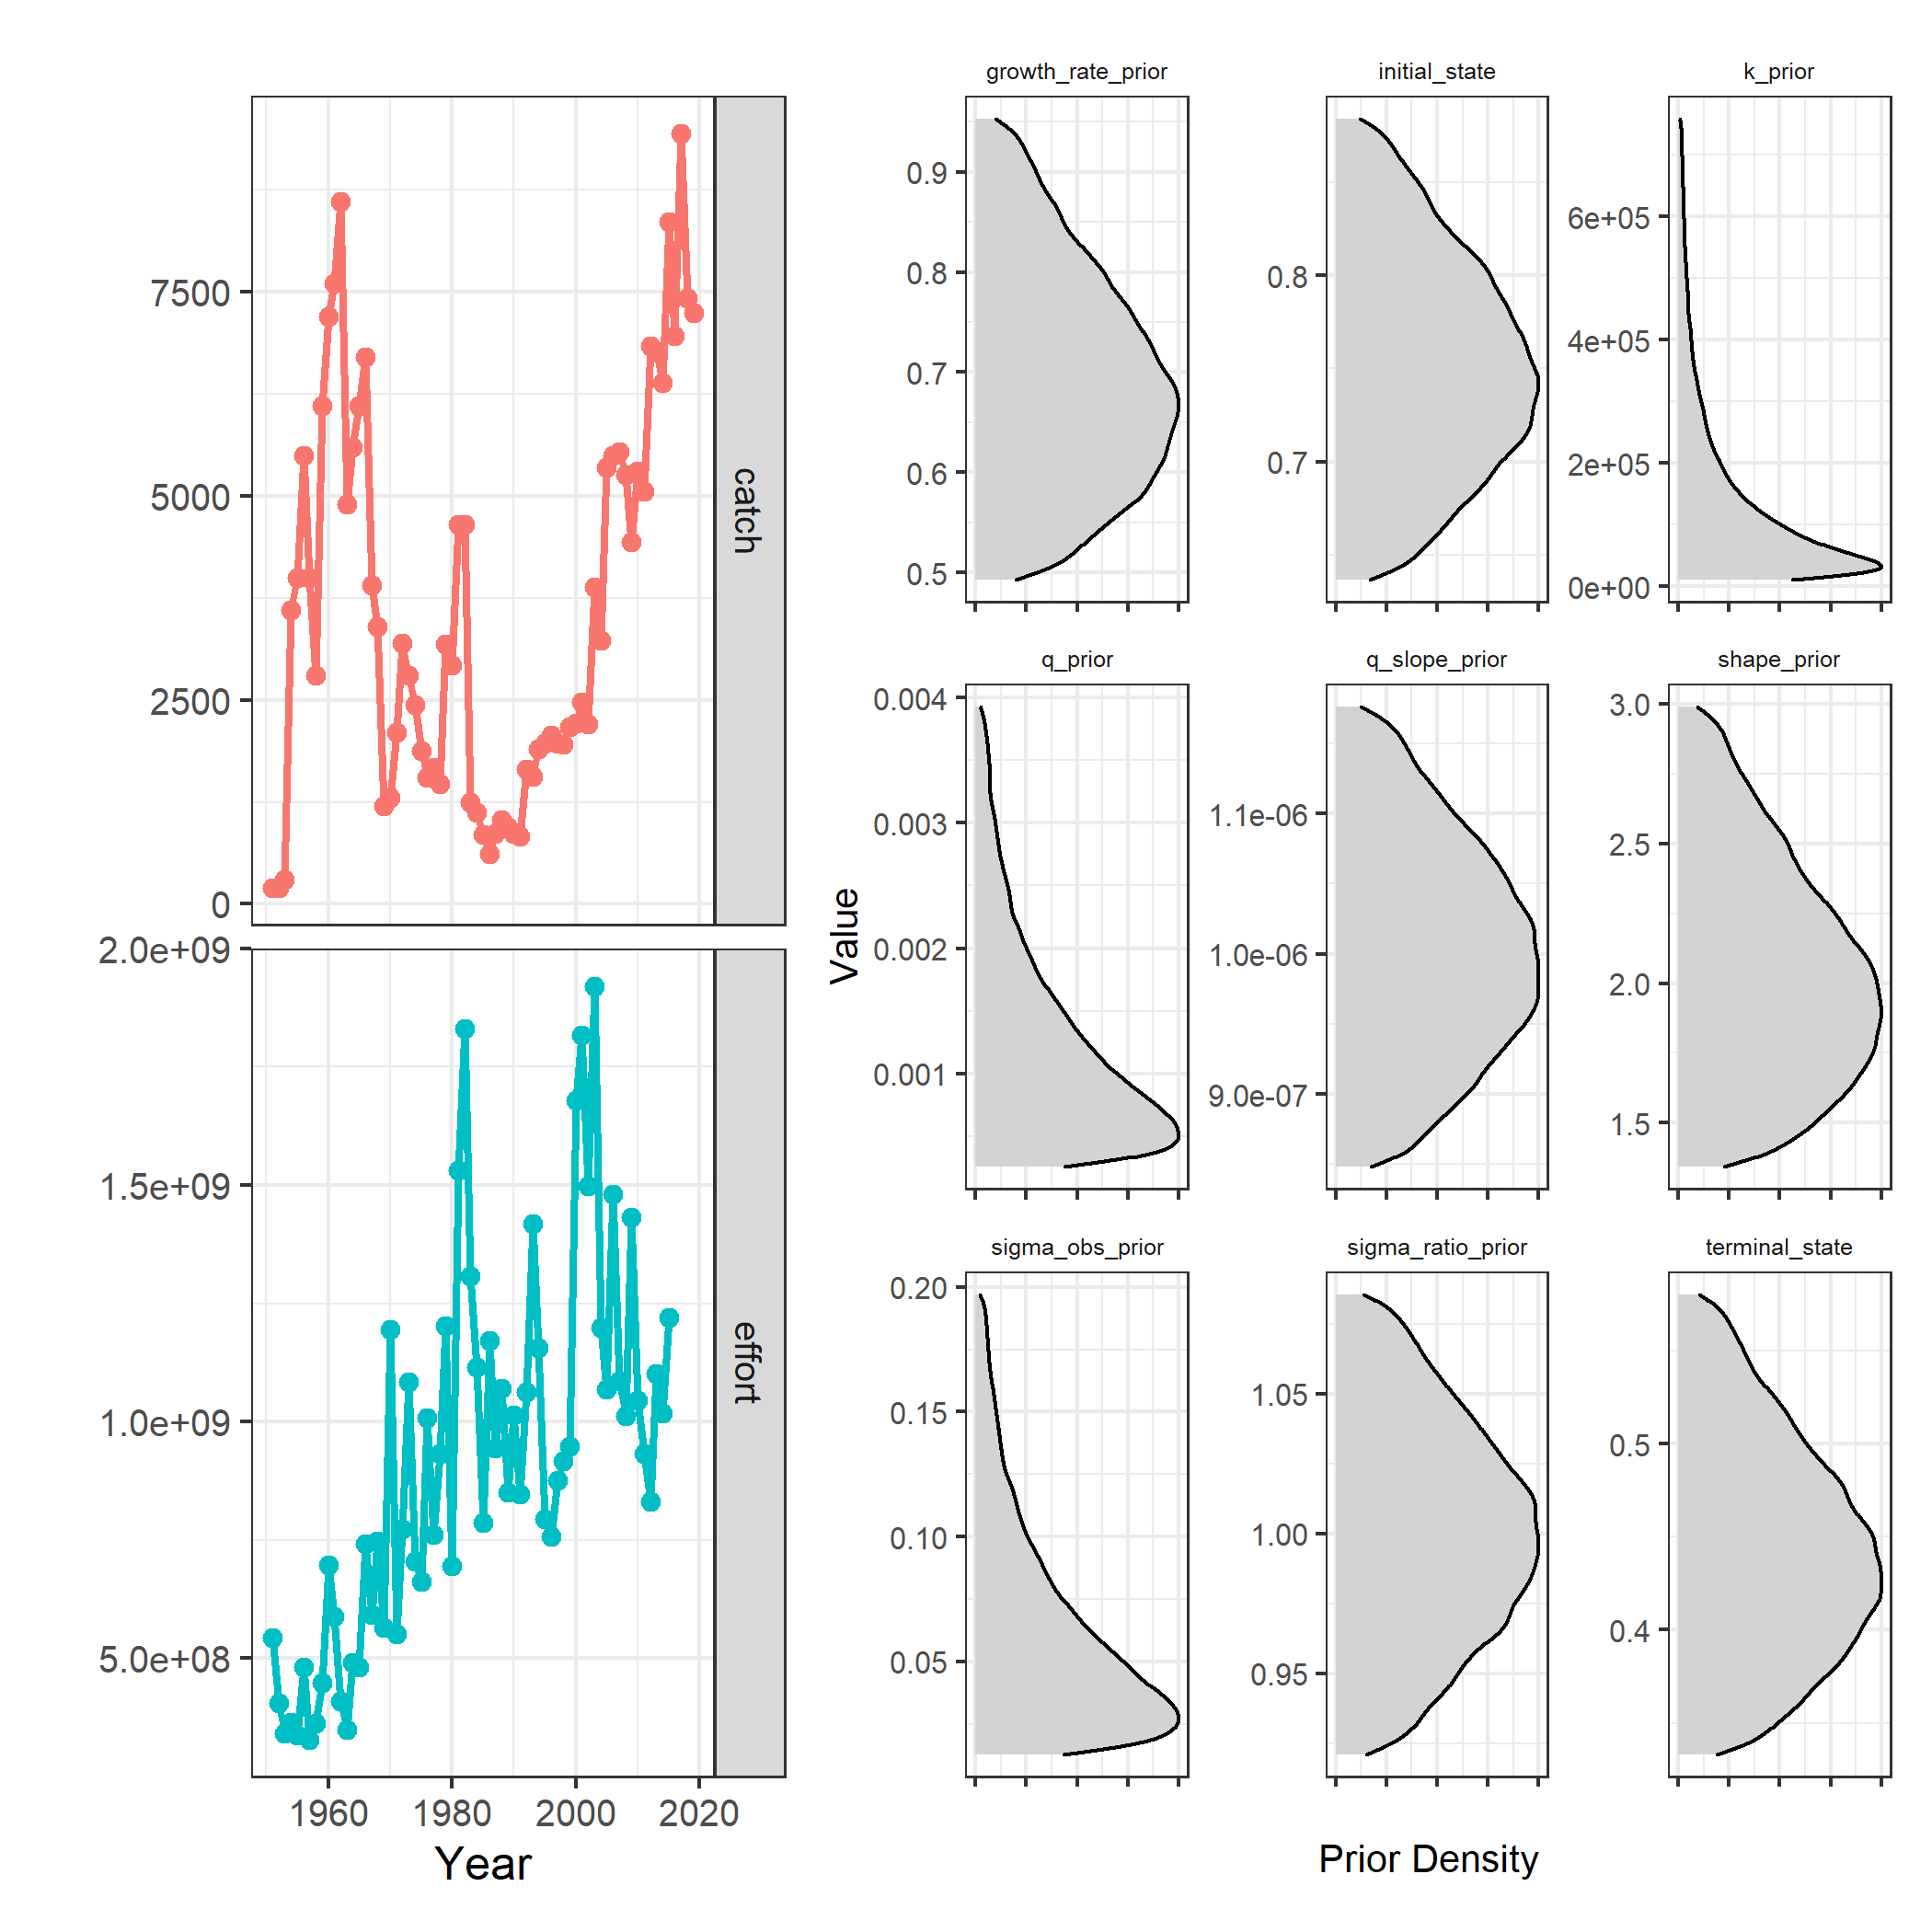 7500
5000
2500
0
catch
2.0e+09
1.5e+09
1.0e+09
5.0e+08
effort
1960 1980 2000 2020
Year
Value
growth_rate_prior
0.9
0.8
0.7
0.6
0.5
initial_state
0.8
0.7
k_prior
6e+05
4e+05
2e+05
0e+00
q_prior
0.004
0.003
0.002
0.001
q_slope_prior
1.1e-06
1.0e-06
9.0e-07
shape_prior
3.0
2.5
2.0
1.5
sigma_obs_prior
0.20
0.15
0.10
0.05
sigma_ratio_prior
1.05
1.00
0.95
terminal_state
0.5
0.4
Prior Density